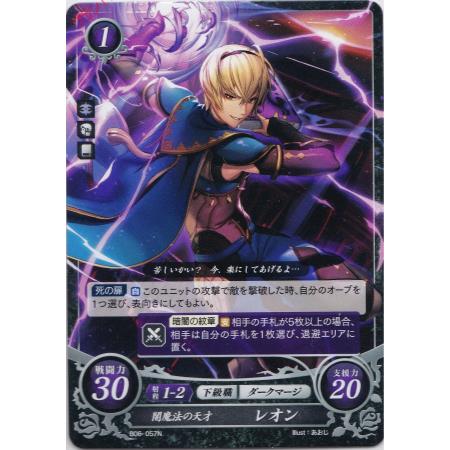 1
苦しいかい? 今、楽にしてあげるよ…
死の扉 自 このユニットの攻撃で敵を撃破した時、自分のオーブを
1つ選び、表向きにしてもよい。
暗闇の紋章 攻 相手の手札が5枚以上の場合、
相手は自分の手札を1枚選び、退避エリア
に置く。
戦闘力
30
射程 1-2
下級職
ダークマージ
支援力
20
闇魔法の天才 レオン
B06-057N
Illust:あおじ